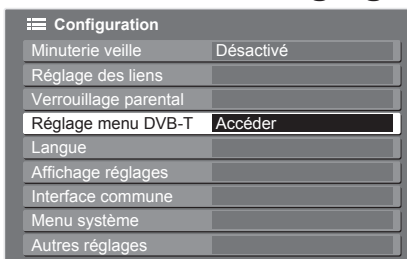 Configuration
Minuterie veille Désactivé
Réglage des liens
Verrouillage parental
Réglage menu DVB-T Accéder
Langue
Affichage réglages
Interface commune
Menu système
Autres réglages